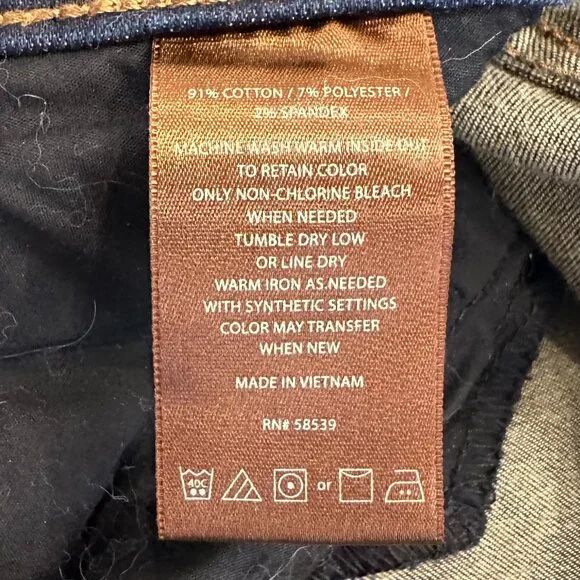 91% COTTON / 7% POLYESTER /
2% SPANDEX
MACHINE WASH WARM INSIDE OUT
TO RETAIN COLOR
ONLY NON-CHLORINE BLEACH
WHEN NEEDED
TUMBLE DRY LOW
OR LINE DRY
WARM IRON AS NEEDED
WITH SYNTHETIC SETTINGS
COLOR MAY TRANSFER
WHEN NEW
MADE IN VIETNAM
RN# 58539
40C or